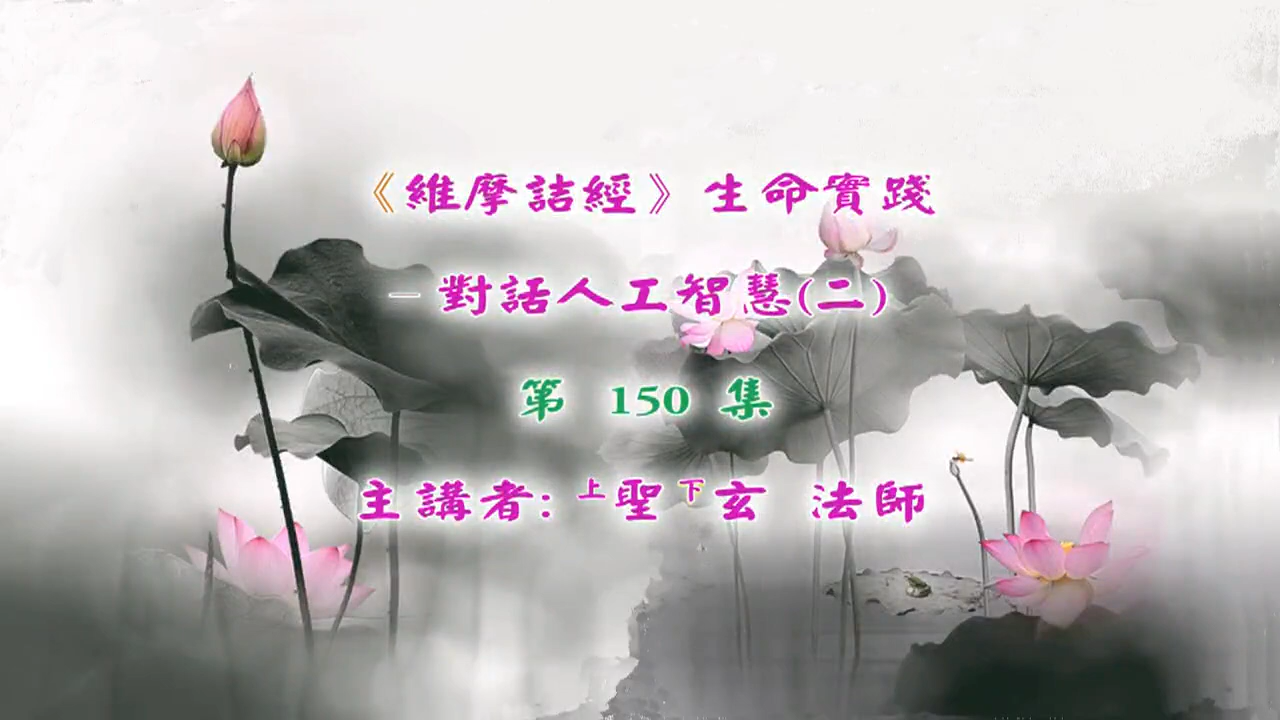 《維摩詰經》生命實踐
– 對話人工智慧(二)
第 150 集
主講者: 上聖下玄 法師